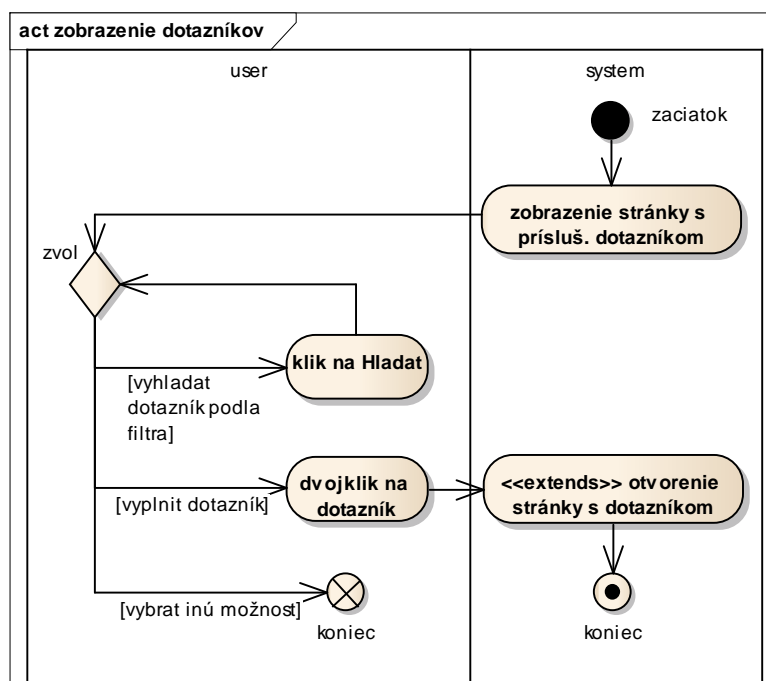 act zobrazenie dotazníkov
user
system
zaciatok
zobrazenie stránky s
prísluš. dotazníkom
zvol
klik na Hladat
[vyhladat
dotazník podla
filtra]
dvojklik na
dotazník
<<extends>> otvorenie
stránky s dotazníkom
[vyplnit dotazník]
[vybrat inú možnost]
koniec
koniec